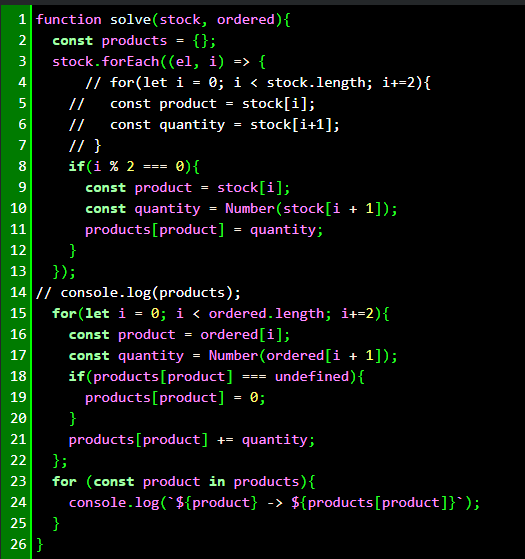 1 function solve(stock, ordered){
2   const products = {};
3   stock.forEach((el, i) => {
4       // for(let i = 0; i < stock.length; i+=2){
5     //   const product = stock[i];
6     //   const quantity = stock[i+1];
7     // }
8     if(i % 2 === 0){
9       const product = stock[i];
10       const quantity = Number(stock[i + 1]);
11       products[product] = quantity;
12     }
13   });
14 // console.log(products);
15   for(let i = 0; i < ordered.length; i+=2){
16     const product = ordered[i];
17     const quantity = Number(ordered[i + 1]);
18     if(products[product] === undefined){
19       products[product] = 0;
20     }
21     products[product] += quantity;
22   };
23   for (const product in products){
24     console.log(`${product} -> ${products[product]}`);
25   }
26 }